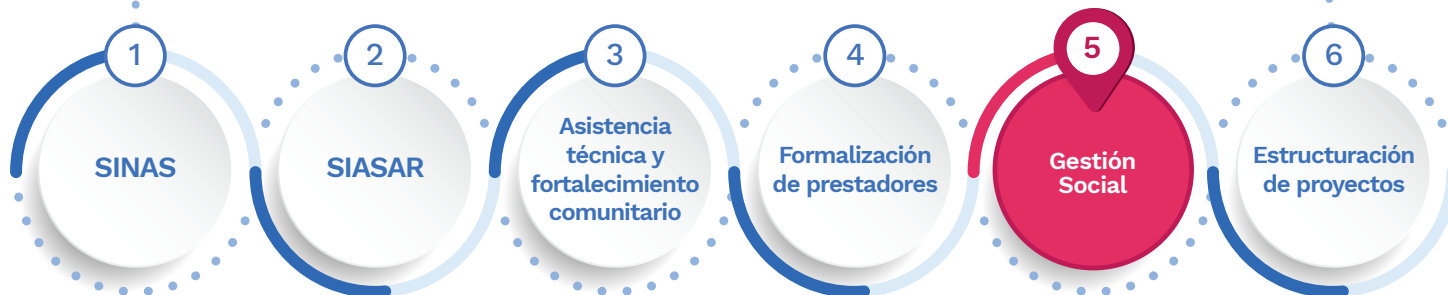 1
SINAS
2
SIASAR
3
Asistencia
técnica y
fortalecimiento
comunitario
4
Formalización
de prestadores
5
Gestión
Social
6
Estructuración
de proyectos